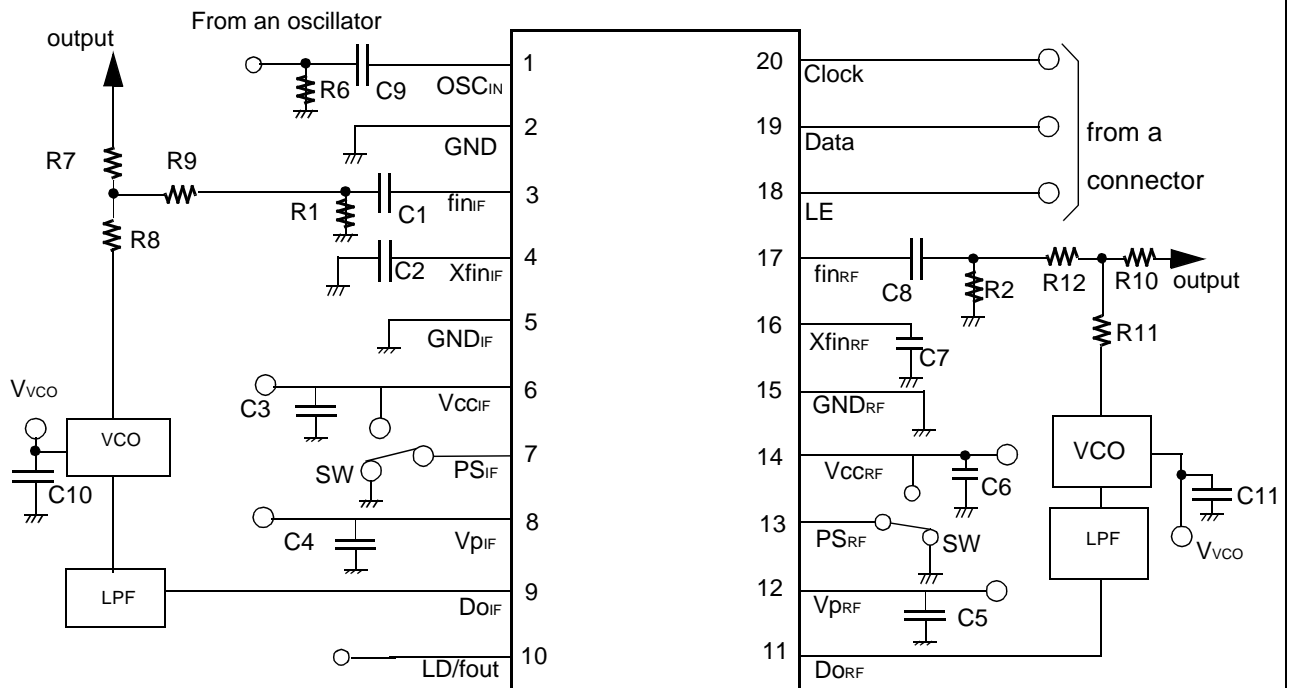 From an oscillator
output
R6
C9
1
OSCIN
2
GND
R7
R9
R1
C1
3
finIF
R8
C2
4
XfinIF
5
GNDIF
VVCO
C3
6
VccIF
VCO
SW
7
PSIF
C10
C4
8
VpIF
LPF
9
DoIF
10
LD/fout
20
Clock
19
Data
from a
connector
18
LE
17
finRF
C8
R2
R12
R10
output
R11
16
XfinRF
C7
15
GNDRF
14
VccRF
C6
VCO
C11
13
PSRF
SW
LPF
VVCO
12
VpRF
C5
11
DoRF